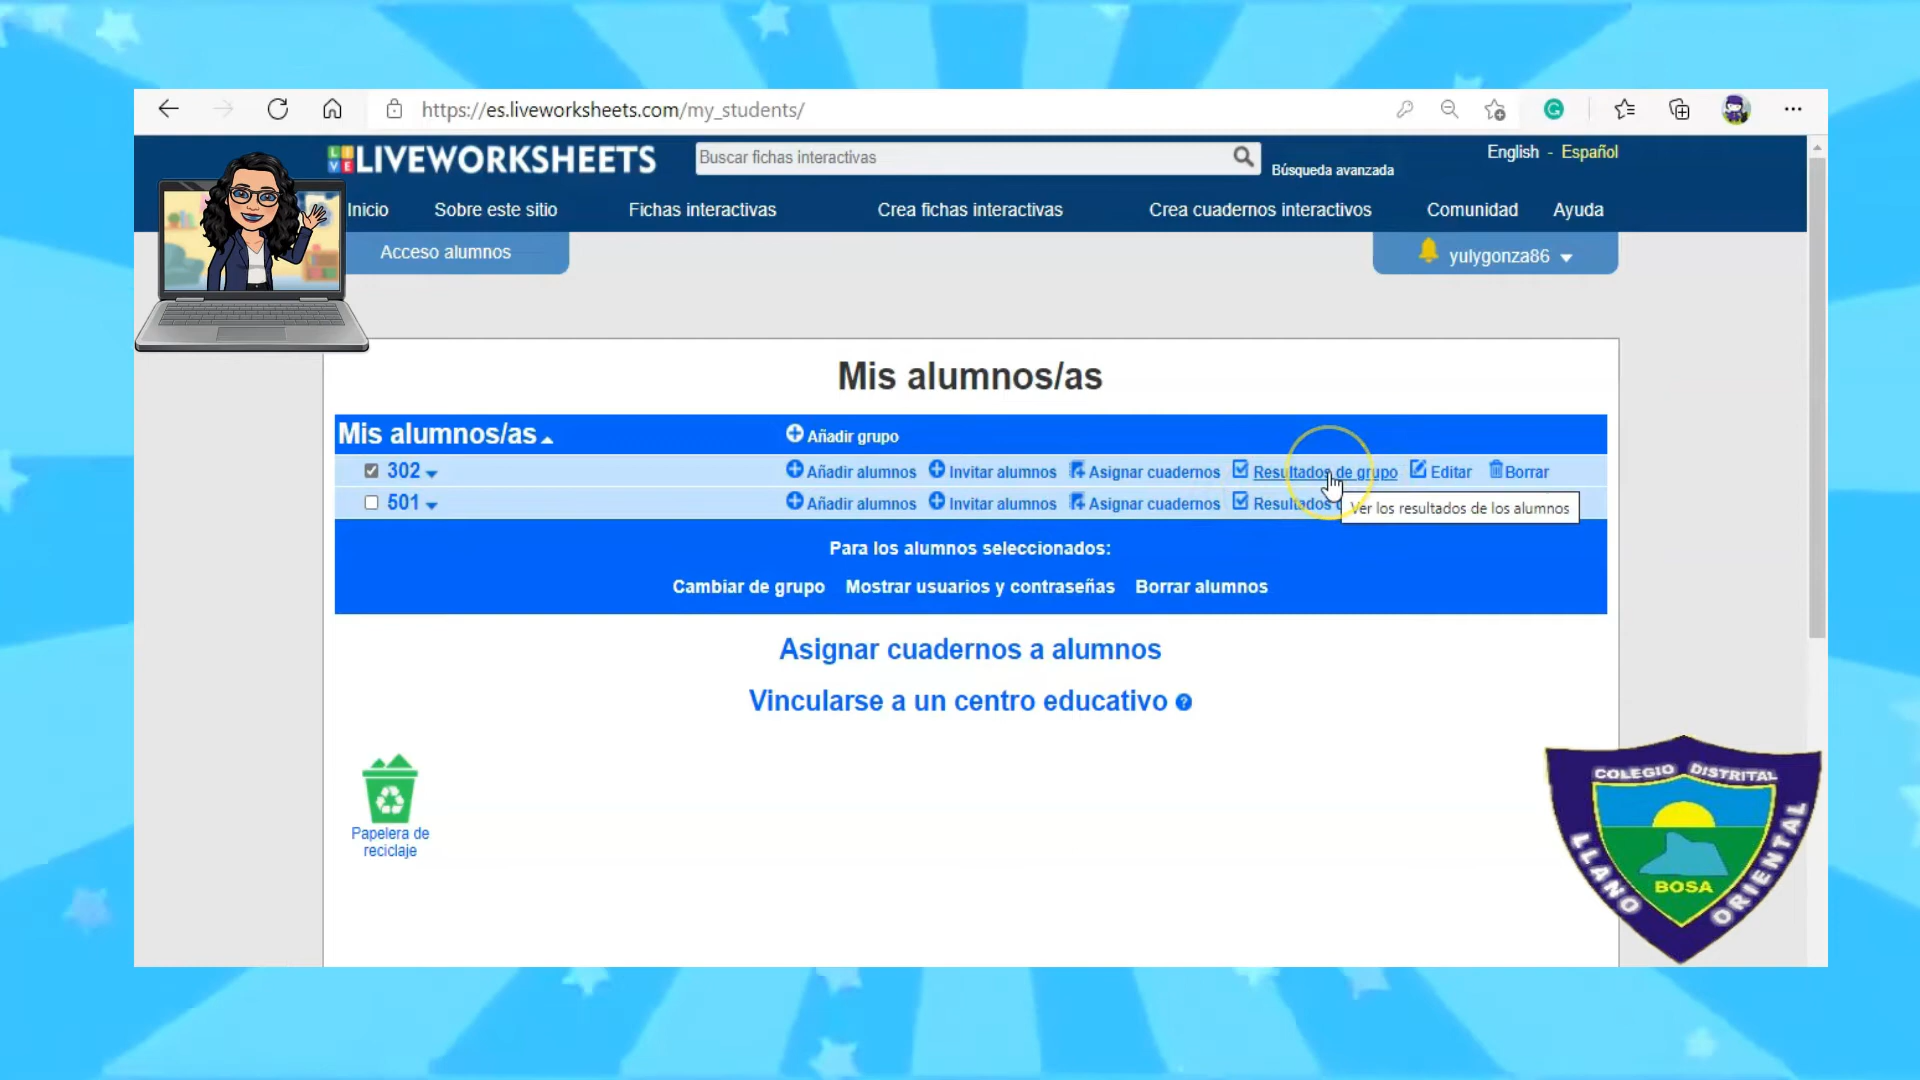 https://es.liveworksheets.com/my_students/
LIVEWORKSHEETS
Buscar fichas interactivas
Búsqueda avanzada
English - Español
Inicio
Sobre este sitio
Fichas interactivas
Crea fichas interactivas
Crea cuadernos interactivos
Comunidad
Ayuda
Acceso alumnos
yulygonza86
Mis alumnos/as
Mis alumnos/as
Añadir grupo
302
Añadir alumnos
Invitar alumnos
Asignar cuadernos
Resultados de grupo
Editar
Borrar
501
Añadir alumnos
Invitar alumnos
Asignar cuadernos
Resultados
Ver los resultados de los alumnos
Para los alumnos seleccionados:
Cambiar de grupo
Mostrar usuarios y contraseñas
Borrar alumnos
Asignar cuadernos a alumnos
Vincularse a un centro educativo
Papelera de
reciclaje
COLEGIO DISTRITAL
LLANO
ORIENTAL
BOSA